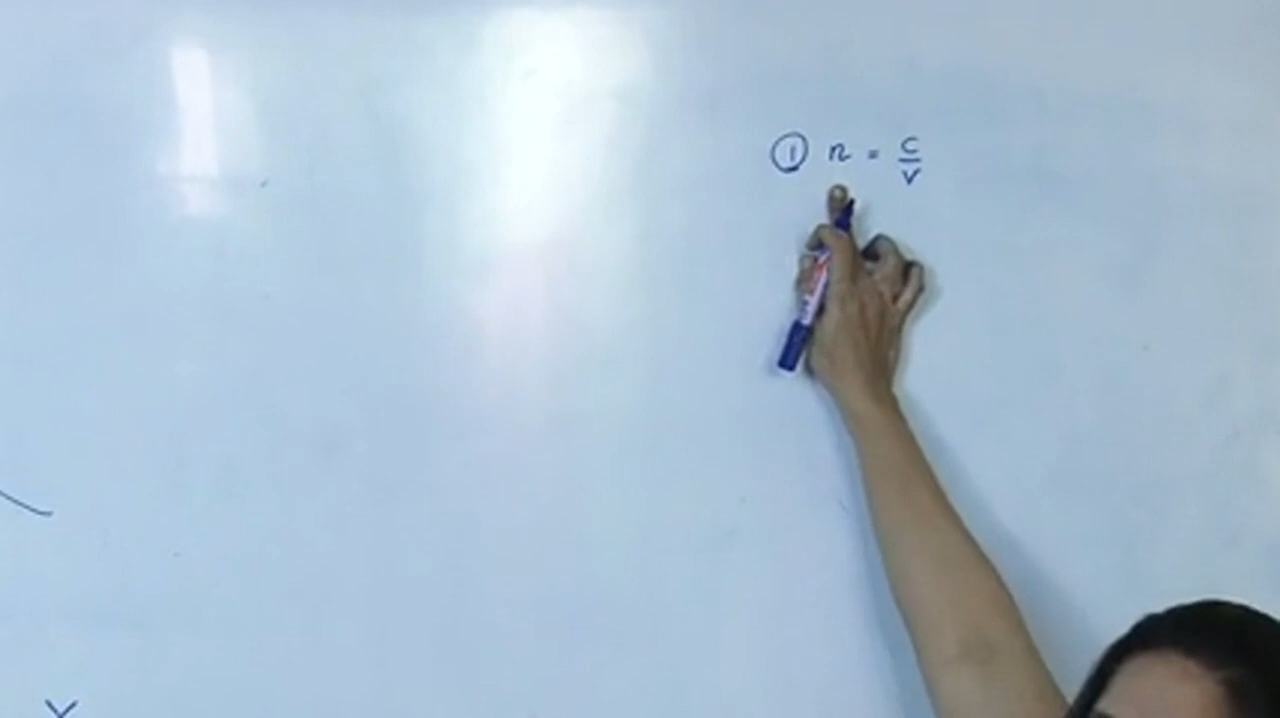 ① n = c/v